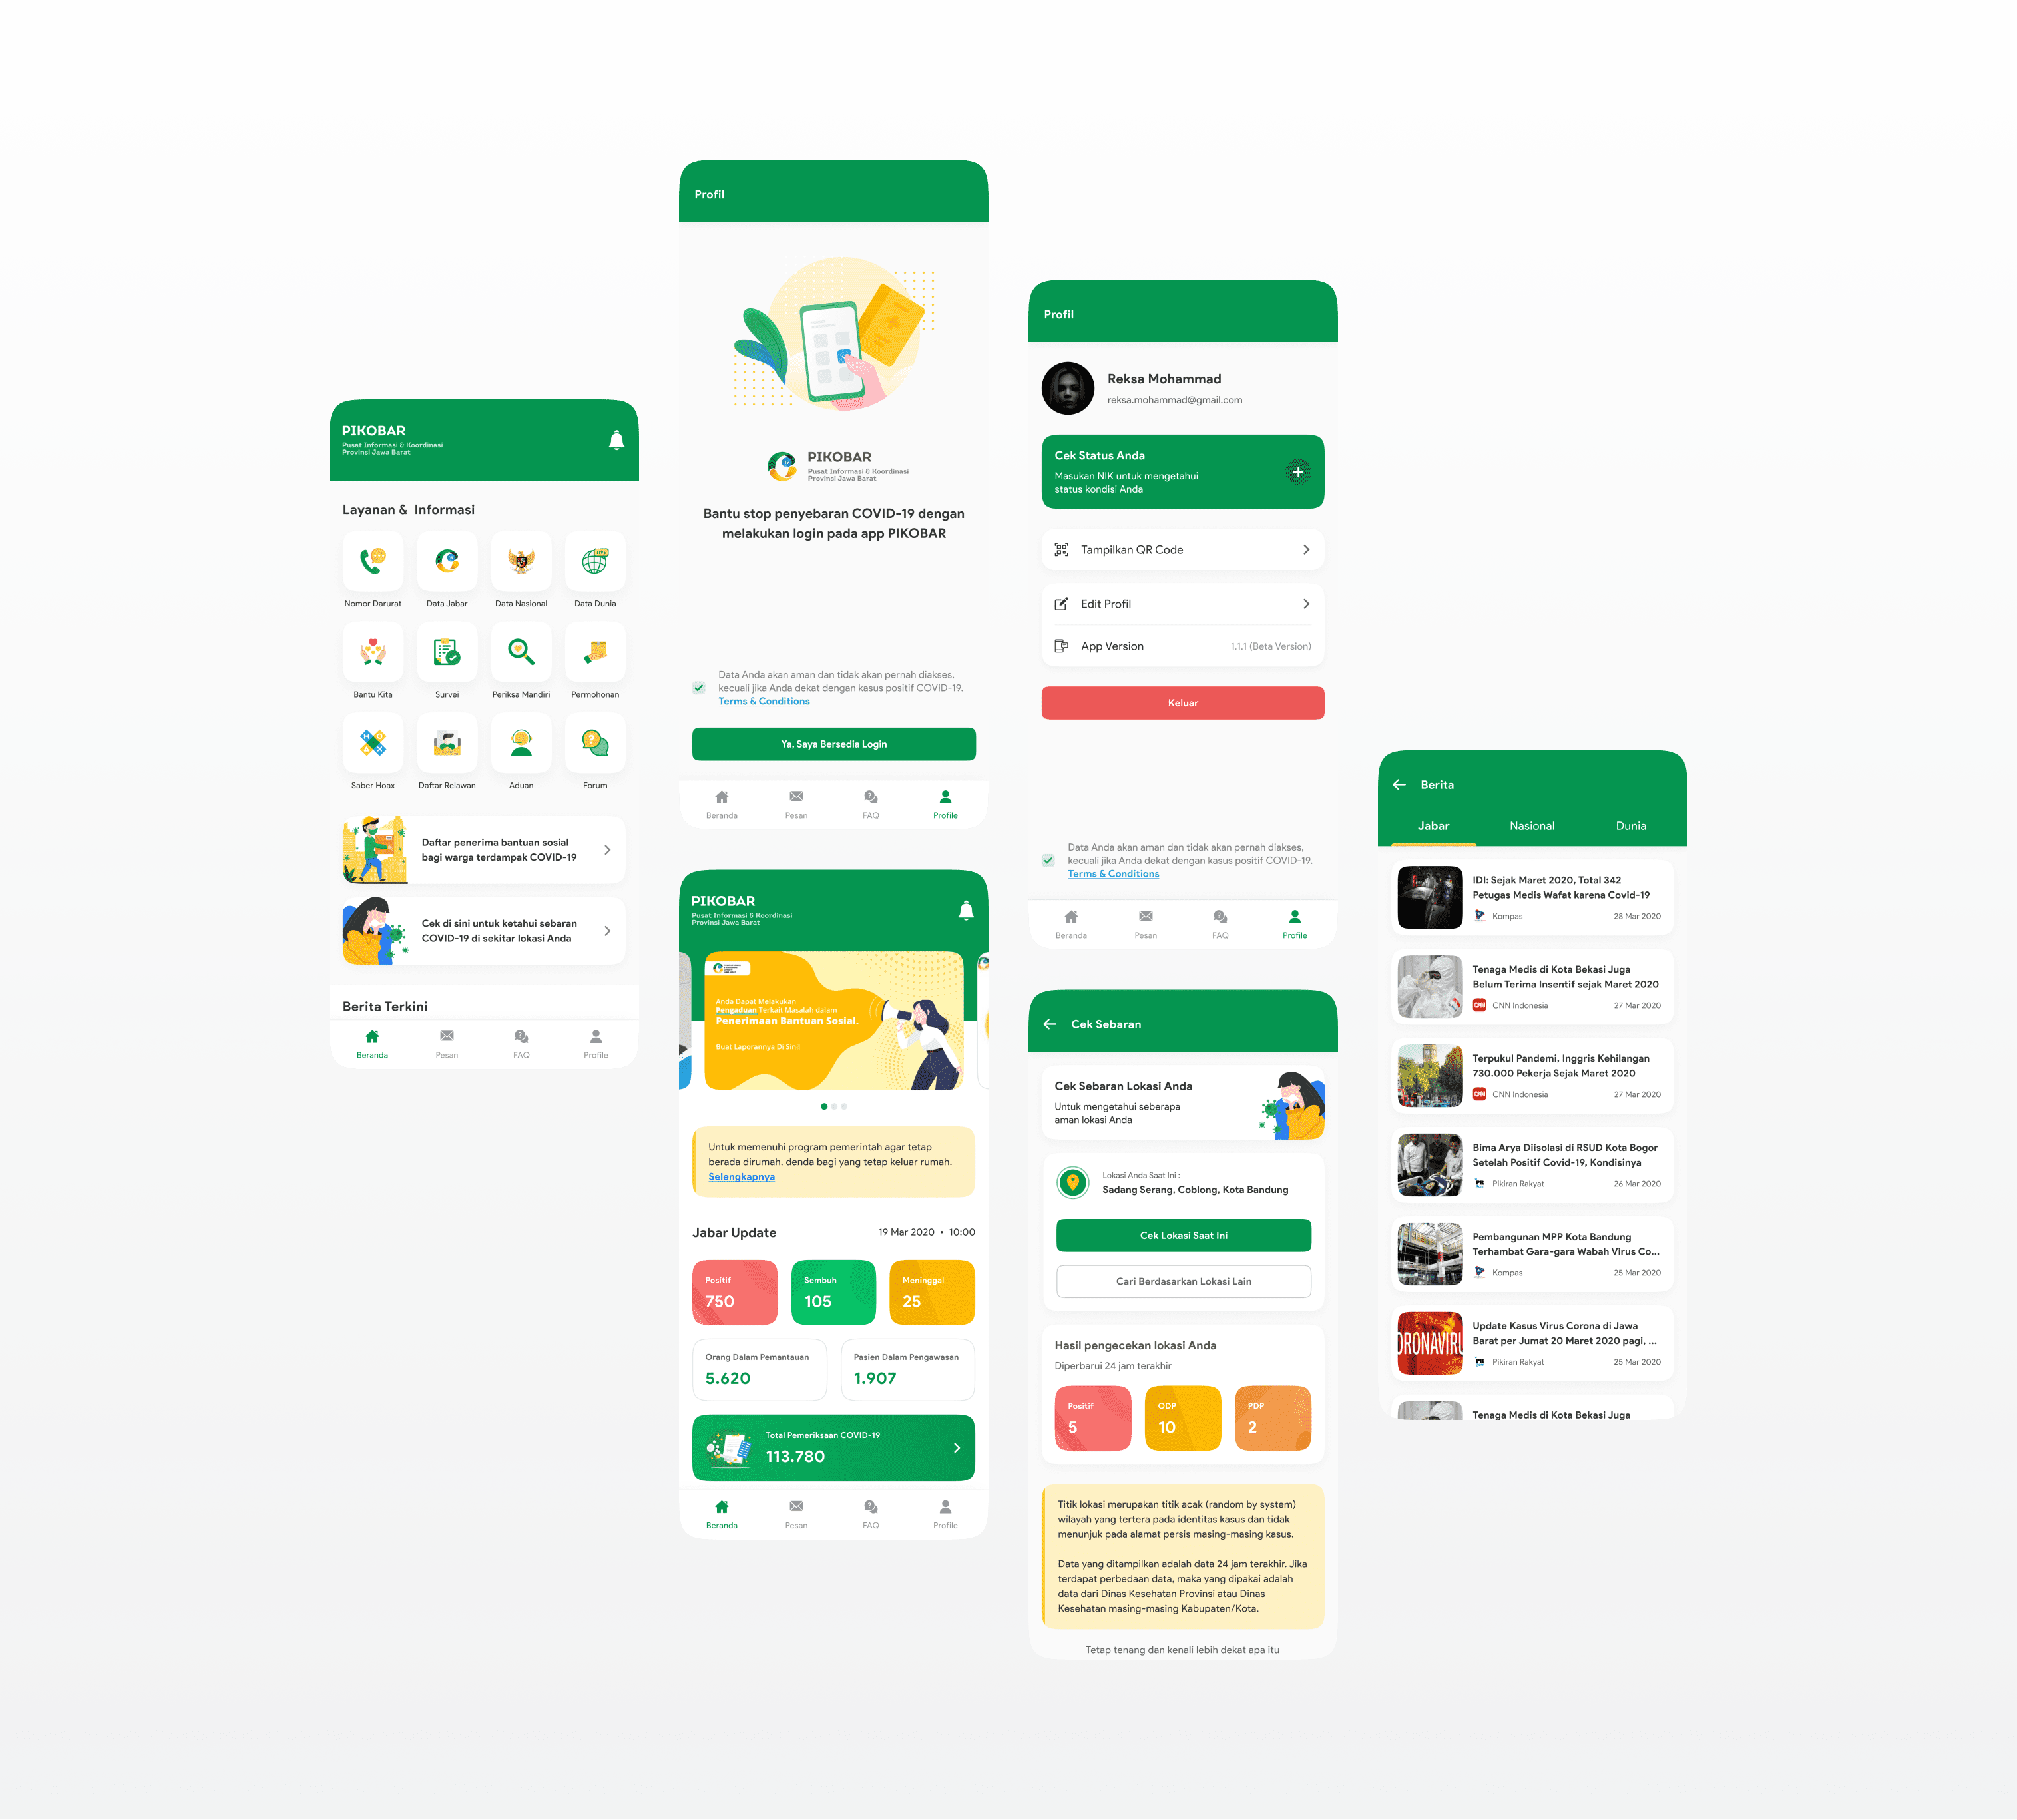 PIKOBAR
Pusat Informasi & Koordinasi
Provinsi Jawa Barat
Layanan & Informasi
Nomor Darurat
Data Jabar
Data Nasional
LIVE
Data Dunia
Bantu Kita
Survei
Periksa Mandiri
Permohonan
Saber Hoax
Daftar Relawan
Aduan
Forum
Daftar penerima bantuan sosial
bagi warga terdampak COVID-19
Cek di sini untuk ketahui sebaran
COVID-19 di sekitar lokasi Anda
Berita Terkini
Beranda
Pesan
FAQ
Profile
Profil
PIKOBAR
Pusat Informasi & Koordinasi
Provinsi Jawa Barat
Bantu stop penyebaran COVID-19 dengan
melakukan login pada app PIKOBAR
Data Anda akan aman dan tidak akan pernah diakses,
kecuali jika Anda dekat dengan kasus positif COVID-19.
Terms & Conditions
Ya, Saya Bersedia Login
Beranda
Pesan
FAQ
Profile
PIKOBAR
Pusat Informasi & Koordinasi
Provinsi Jawa Barat
Anda Dapat Melakukan
Pengaduan Terkait Masalah dalam
Penerimaan Bantuan Sosial.
Buat Laporannya Di Sini!
Untuk memenuhi program pemerintah agar tetap
berada dirumah, denda bagi yang tetap keluar rumah.
Selengkapnya
Jabar Update
19 Mar 2020 • 10:00
Positif
750
Sembuh
105
Meninggal
25
Orang Dalam Pemantauan
5.620
Pasien Dalam Pengawasan
1.907
Total Pemeriksaan COVID-19
113.780
Beranda
Pesan
FAQ
Profile
Profil
Reksa Mohammad
reksa.mohammad@gmail.com
Cek Status Anda
Masukan NIK untuk mengetahui
status kondisi Anda
Tampilkan QR Code
Edit Profil
App Version
1.1.1 (Beta Version)
Keluar
Data Anda akan aman dan tidak akan pernah diakses,
kecuali jika Anda dekat dengan kasus positif COVID-19.
Terms & Conditions
Beranda
Pesan
FAQ
Profile
Cek Sebaran
Cek Sebaran Lokasi Anda
Untuk mengetahui seberapa
aman lokasi Anda
Lokasi Anda Saat Ini :
Sadang Serang, Coblong, Kota Bandung
Cek Lokasi Saat Ini
Cari Berdasarkan Lokasi Lain
Hasil pengecekan lokasi Anda
Diperbarui 24 jam terakhir
Positif
5
ODP
10
PDP
2
Titik lokasi merupakan titik acak (random by system)
wilayah yang tertera pada identitas kasus dan tidak
menunjuk pada alamat persis masing-masing kasus.
Data yang ditampilkan adalah data 24 jam terakhir. Jika
terdapat perbedaan data, maka yang dipakai adalah
data dari Dinas Kesehatan Provinsi atau Dinas
Kesehatan masing-masing Kabupaten/Kota.
Tetap tenang dan kenali lebih dekat apa itu
Berita
Jabar
Nasional
Dunia
IDI: Sejak Maret 2020, Total 342
Petugas Medis Wafat karena Covid-19
Kompas
28 Mar 2020
Tenaga Medis di Kota Bekasi Juga
Belum Terima Insentif sejak Maret 2020
CNN
CNN Indonesia
27 Mar 2020
Terpukul Pandemi, Inggris Kehilangan
730.000 Pekerja Sejak Maret 2020
CNN
CNN Indonesia
27 Mar 2020
Bima Arya Diisolasi di RSUD Kota Bogor
Setelah Positif Covid-19, Kondisinya
Pikiran Rakyat
26 Mar 2020
Pembangunan MPP Kota Bandung
Terhambat Gara-gara Wabah Virus Co...
Kompas
25 Mar 2020
ORONAVIRU
Update Kasus Virus Corona di Jawa
Barat per Jumat 20 Maret 2020 pagi, ...
Pikiran Rakyat
25 Mar 2020
Tenaga Medis di Kota Bekasi Juga